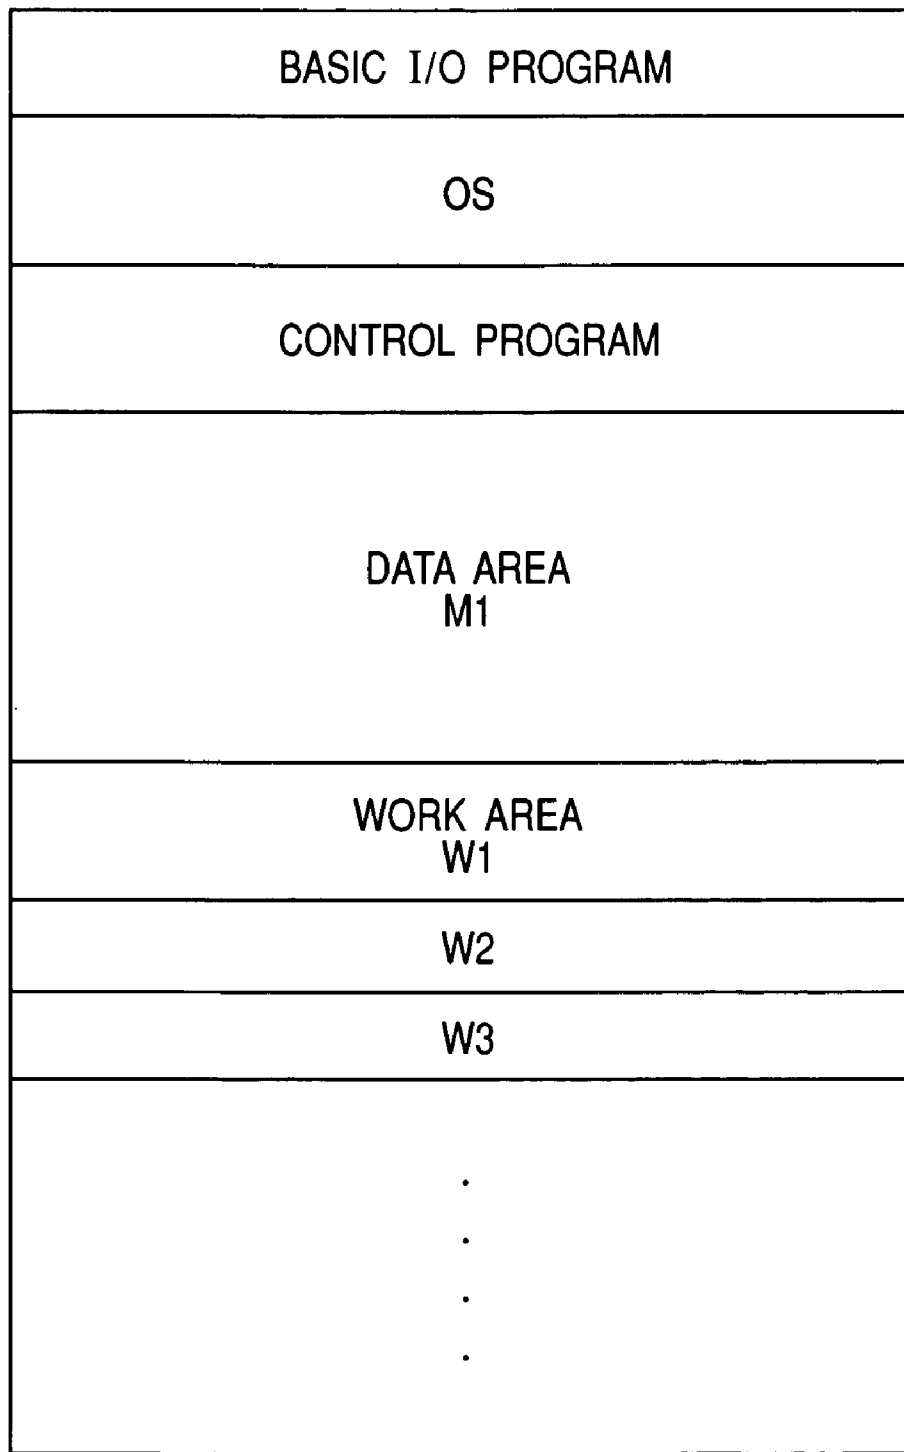 BASIC I/O PROGRAM
OS
CONTROL PROGRAM
DATA AREA
M1
WORK AREA
W1
W2
W3
.
.
.
.